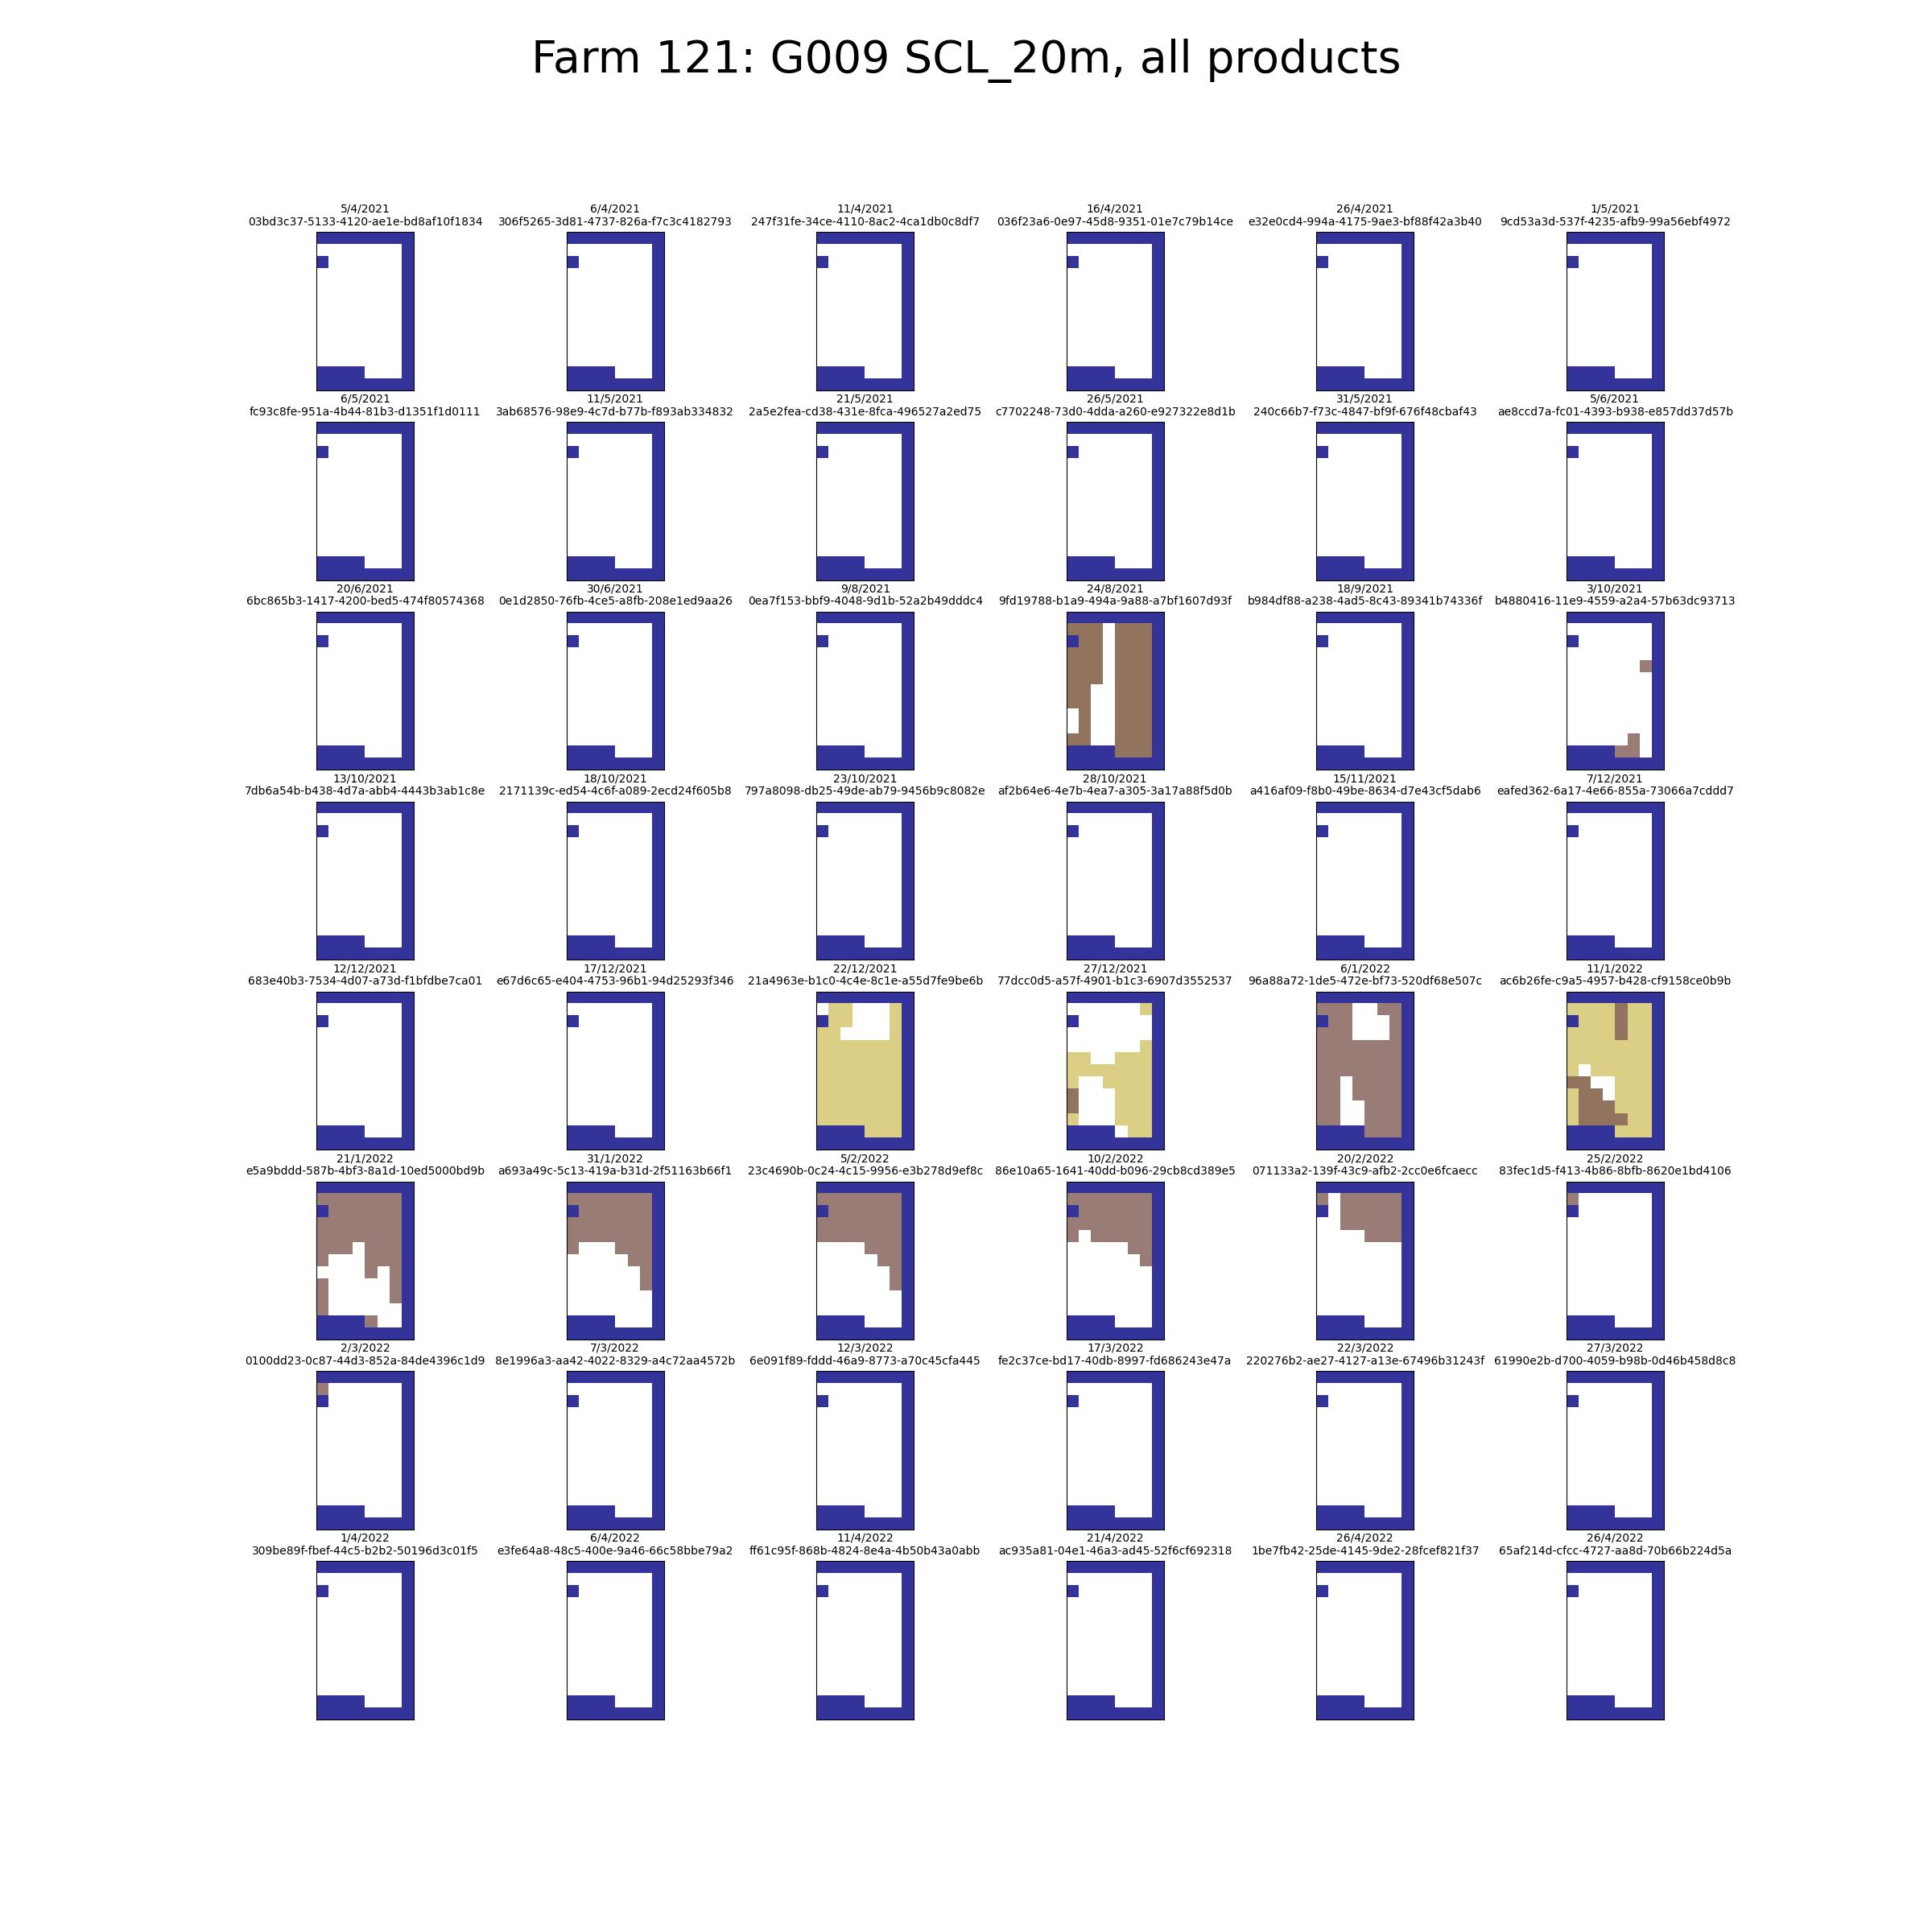 Farm 121: G009 SCL_20m, all products
5/4/2021 6/4/2021 11/4/2021 16/4/2021 26/4/2021 1/5/2021
03bd3c37-5133-4120-ae1e-bd8af10f1834 306f5265-3d81-4737-826a-f7c3c4182793 247f31fe-34ce-4110-8ac2-4ca1db0c8df7 036f23a6-0e97-45d8-9351-01e7c79b14ce e32e0cd4-994a-4175-9ae3-bf88f42a3b40 9cd53a3d-537f-4235-afb9-99a56ebf4972
6/5/2021 11/5/2021 21/5/2021 26/5/2021 31/5/2021 5/6/2021
fc93c8fe-951a-4b44-81b3-d1351f1d0111 3ab68576-98e9-4c7d-b77b-f893ab334832 2a5e2fea-cd38-431e-8fca-496527a2ed75 c7702248-73d0-4dda-a260-e927322e8d1b 240c66b7-f73c-4847-bf9f-676f48cbaf43 ae8ccd7a-fc01-4393-b938-e857dd37d57b
20/6/2021 30/6/2021 9/8/2021 24/8/2021 18/9/2021 3/10/2021
6bc865b3-1417-4200-bed5-474f80574368 0e1d2850-76fb-4ce5-a8fb-208e1ed9aa26 0ea7f153-bbf9-4048-9d1b-52a2b49dddc4 9fd19788-b1a9-494a-9a88-a7bf1607d93f b984df88-a238-4ad5-8c43-89341b74336f b4880416-11e9-4559-a2a4-57b63dc93713
13/10/2021 18/10/2021 23/10/2021 28/10/2021 15/11/2021 7/12/2021
7db6a54b-b438-4d7a-abb4-4443b3ab1c8e 2171139c-ed54-4c6f-a089-2ecd24f605b8 797a8098-db25-49de-ab79-9456b9c8082e af2b64e6-4e7b-4ea7-a305-3a17a88f5d0b a416af09-f8b0-49be-8634-d7e43cf5dab6 eafed362-6a17-4e66-855a-73066a7cddd7
12/12/2021 17/12/2021 22/12/2021 27/12/2021 6/1/2022 11/1/2022
683e40b3-7534-4d07-a73d-f1bfdbe7ca01 e67d6c65-e404-4753-96b1-94d25293f346 21a4963e-b1c0-4c4e-8c1e-a55d7fe9be6b 77dcc0d5-a57f-4901-b1c3-6907d3552537 96a88a72-1de5-472e-bf73-520df68e507c ac6b26fe-c9a5-4957-b428-cf9158ce0b9b
21/1/2022 31/1/2022 5/2/2022 10/2/2022 20/2/2022 25/2/2022
e5a9bddd-587b-4bf3-8a1d-10ed5000bd9b a693a49c-5c13-419a-b31d-2f51163b66f1 23c4690b-0c24-4c15-9956-e3b278d9ef8c 86e10a65-1641-40dd-b096-29cb8cd389e5 071133a2-139f-43c9-afb2-2cc0e6fcaecc 83fec1d5-f413-4b86-8bfb-8620e1bd4106
2/3/2022 7/3/2022 12/3/2022 17/3/2022 22/3/2022 27/3/2022
0100dd23-0c87-44d3-852a-84de4396c1d9 8e1996a3-aa42-4022-8329-a4c72aa4572b 6e091f89-fddd-46a9-8773-a70c45cfa445 fe2c37ce-bd17-40db-8997-fd686243e47a 220276b2-ae27-4127-a13e-67496b31243f 61990e2b-d700-4059-b98b-0d46b458d8c8
1/4/2022 6/4/2022 11/4/2022 21/4/2022 26/4/2022 26/4/2022
309be89f-fbef-44c5-b2b2-50196d3c01f5 e3fe64a8-48c5-400e-9a46-66c58bbe79a2 ff61c95f-868b-4824-8e4a-4b50b43a0abb ac935a81-04e1-46a3-ad45-52f6cf692318 1be7fb42-25de-4145-9de2-28fcef821f37 65af214d-cfcc-4727-aa8d-70b66b224d5a